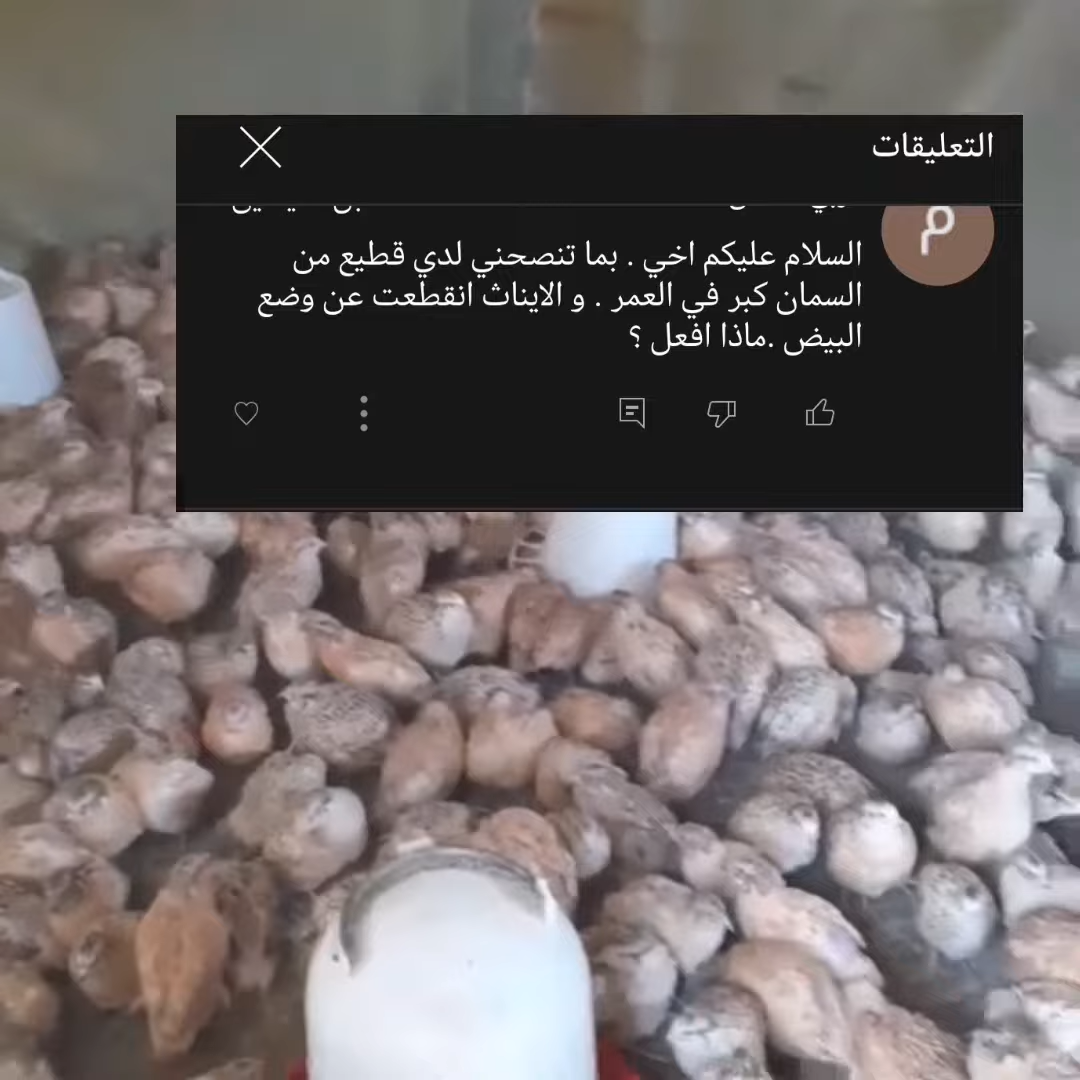 التعليقات
م
السلام عليكم اخي . بما تنصحني لدي قطيع من
السمان كبر في العمر . و الايناث انقطعت عن وضع
البيض .ماذا افعل ؟